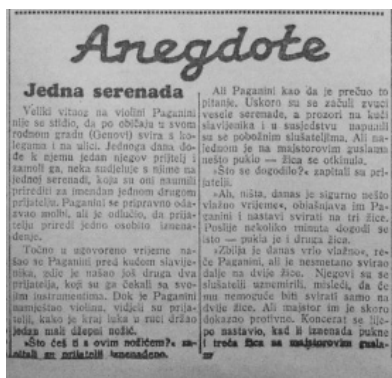 Anegdote
Jedna serenada
Veliki vitaog na violini Paganini
nije se stidio, da po običaju u svom
rodnom gradu (Genovi) svira s ko-
legama i na ulici. Jednoga dana do-
đe k njemu jedan njegov prijtelj i
zamoli ga, neka sudjeluje s njime na
jednoj serenadi, koju su oni naumili
prirediti za imendan jednom drugom
prijatelju. Paganini se pripravno oda-
zvao molbi, ali je odlučio, da prija-
telju priredi jedno osobito iznena-
đenje.
Točno u ugovoreno vrijeme na-
šao se Paganini pred kućom slavlje-
nika, gdje je našao još druga dva
prijatelja, koji su ga čekali sa svo-
jim instrumentima. Dok je Paganini
namještao violinu, vidješi su prija-
telji, kako je kraj luka u ruci držao
jedan mali džepni nožić.
»Što ćeš ti s ovim nožićem?« za-
pitali su prijatelji iznenađeno.
Ali Paganini kao da je prečuo to
pitanje. Uskoro su se začuli zvuci
vesele serenade, a prozori na kući
slavljenika i u susjedstvu napunili
su se pobožnim slušateljima. Ali na-
jednom je na majstorovim guslama
nešto puklo — žica se otkinula.
»Što se dogodilo?« zapitali su pri-
jatelji.
»Ah, ništa, danas je sigurno nešto
vlažno vrijeme«, objašnjava im Pa-
ganini i nastavi svirati na tri žice.
Poslije nekoliko minuta dogodi se
isto — pukla je i druga žica.
»Zbilja je danas vrlo vlažno«, re-
če Paganini, ali je nesmetano svirao
dalje na dvije žice. Njegovi su se
slušatelji uznemirili, misleći, da će
mu nemoguće biti svirati samo na
dvije žice. Ali majstor im je skoro
dokazao protivno. Koncerat se lije-
po nastavio, kad li iznenada pukne
i treća žica sa majstorovim gusla-